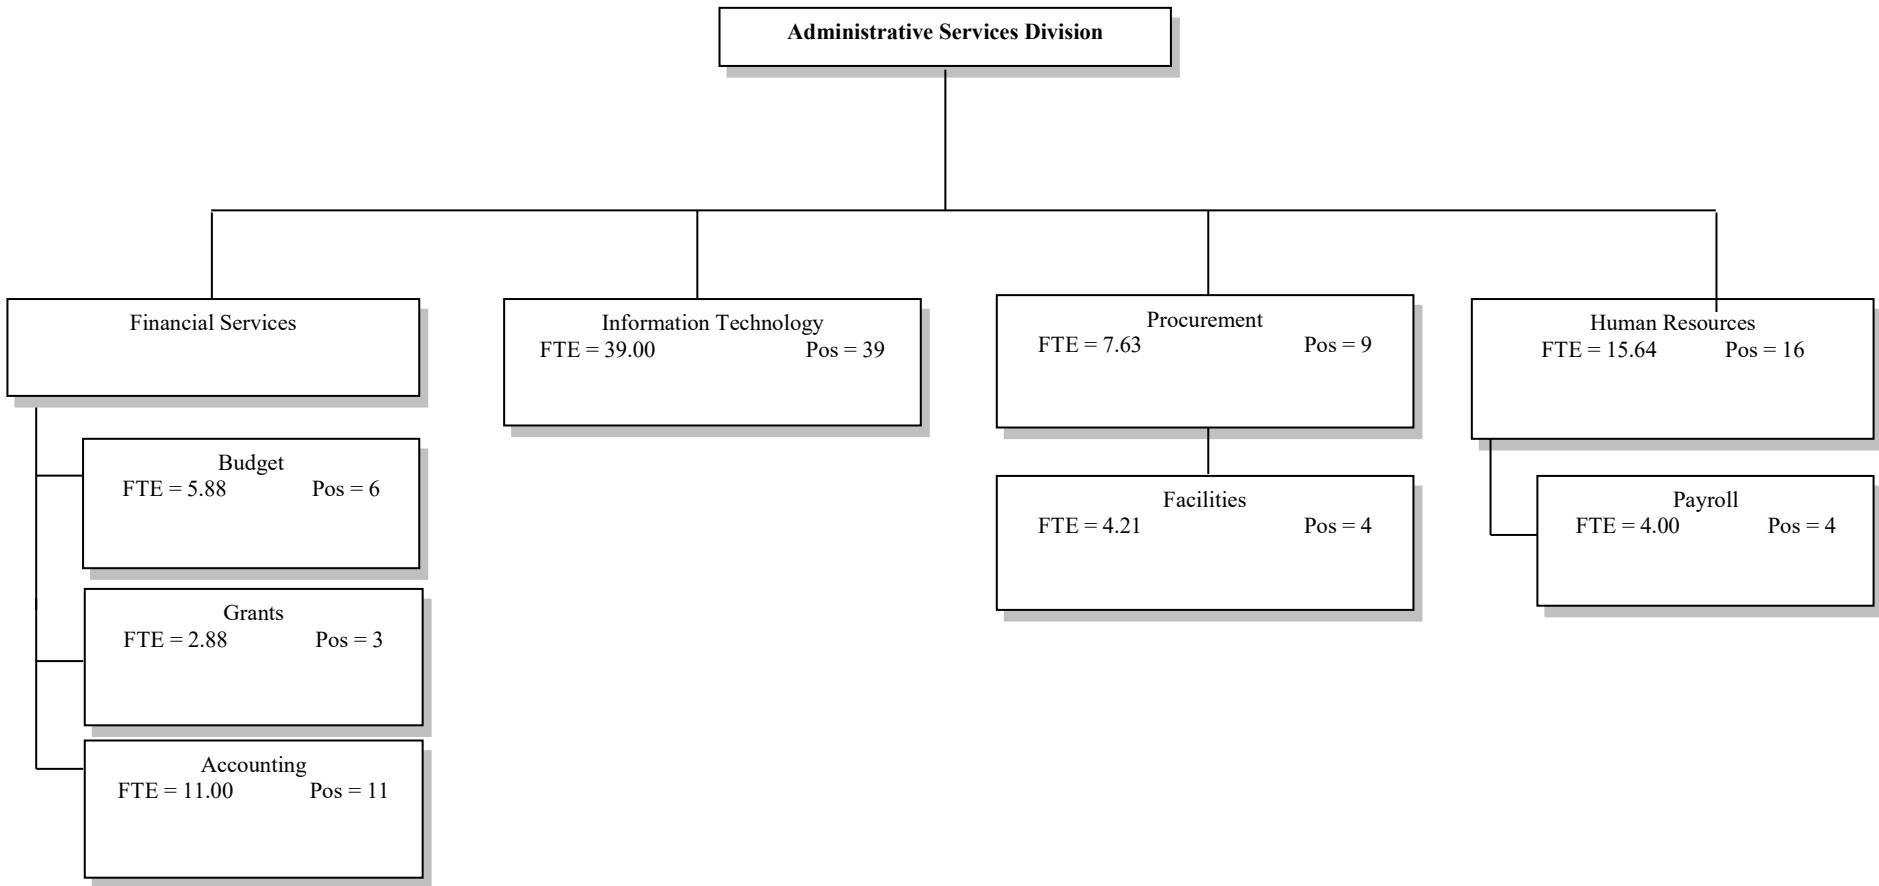 Administrative Services Division
Financial Services
Information Technology
FTE = 39.00 Pos = 39
Procurement
FTE = 7.63 Pos = 9
Human Resources
FTE = 15.64 Pos = 16
Budget
FTE = 5.88 Pos = 6
Facilities
FTE = 4.21 Pos = 4
Payroll
FTE = 4.00 Pos = 4
Grants
FTE = 2.88 Pos = 3
Accounting
FTE = 11.00 Pos = 11